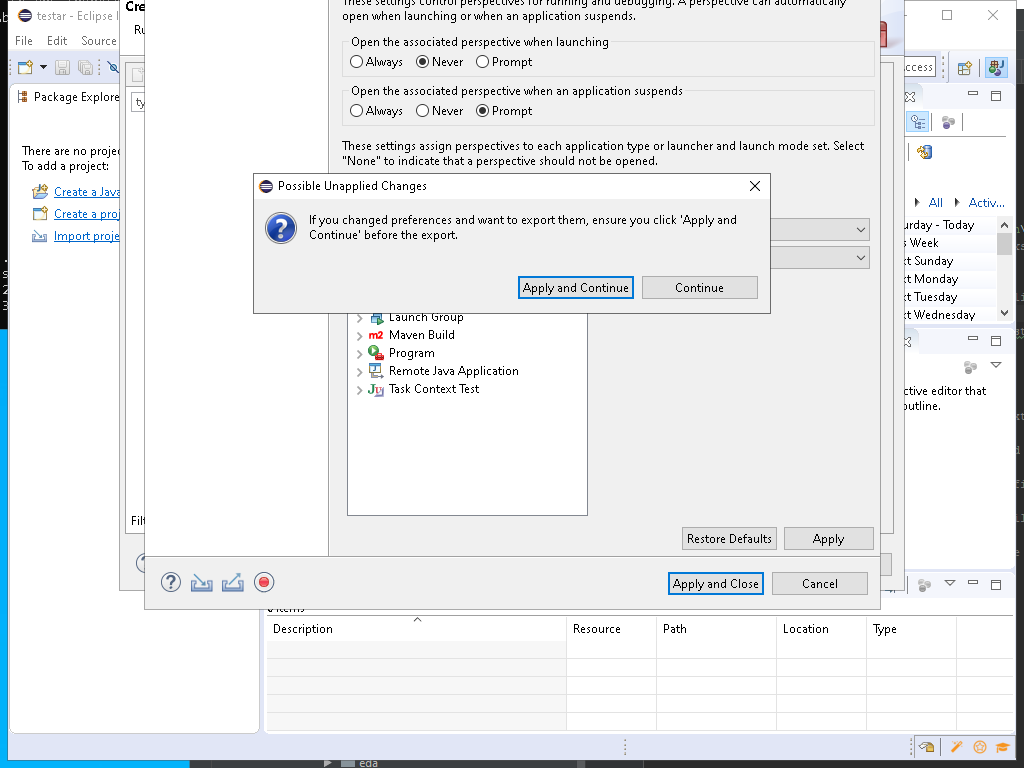 testar - Eclipse I
File Edit Source
Package Explore
There are no proje
To add a project:
Create a Java
Create a proj
Import proje
Cre
Ru
ty
Filt
These settings control perspectives for running and debugging. A perspective can automatically
open when launching or when an application suspends.
Open the associated perspective when launching
Always Never Prompt
Open the associated perspective when an application suspends
Always Never Prompt
These settings assign perspectives to each application type or launcher and launch mode set. Select
"None" to indicate that a perspective should not be opened.
Possible Unapplied Changes
If you changed preferences and want to export them, ensure you click 'Apply and
Continue' before the export.
Apply and Continue Continue
Launch Group
m2 Maven Build
Program
Remote Java Application
Ju Task Context Test
Restore Defaults Apply
Apply and Close Cancel
ccess
All Activ...
urday - Today
s Week
xt Sunday
xt Monday
xt Tuesday
xt Wednesday
ctive editor that
outline.
0 items
Description Resource Path Location Type
eda